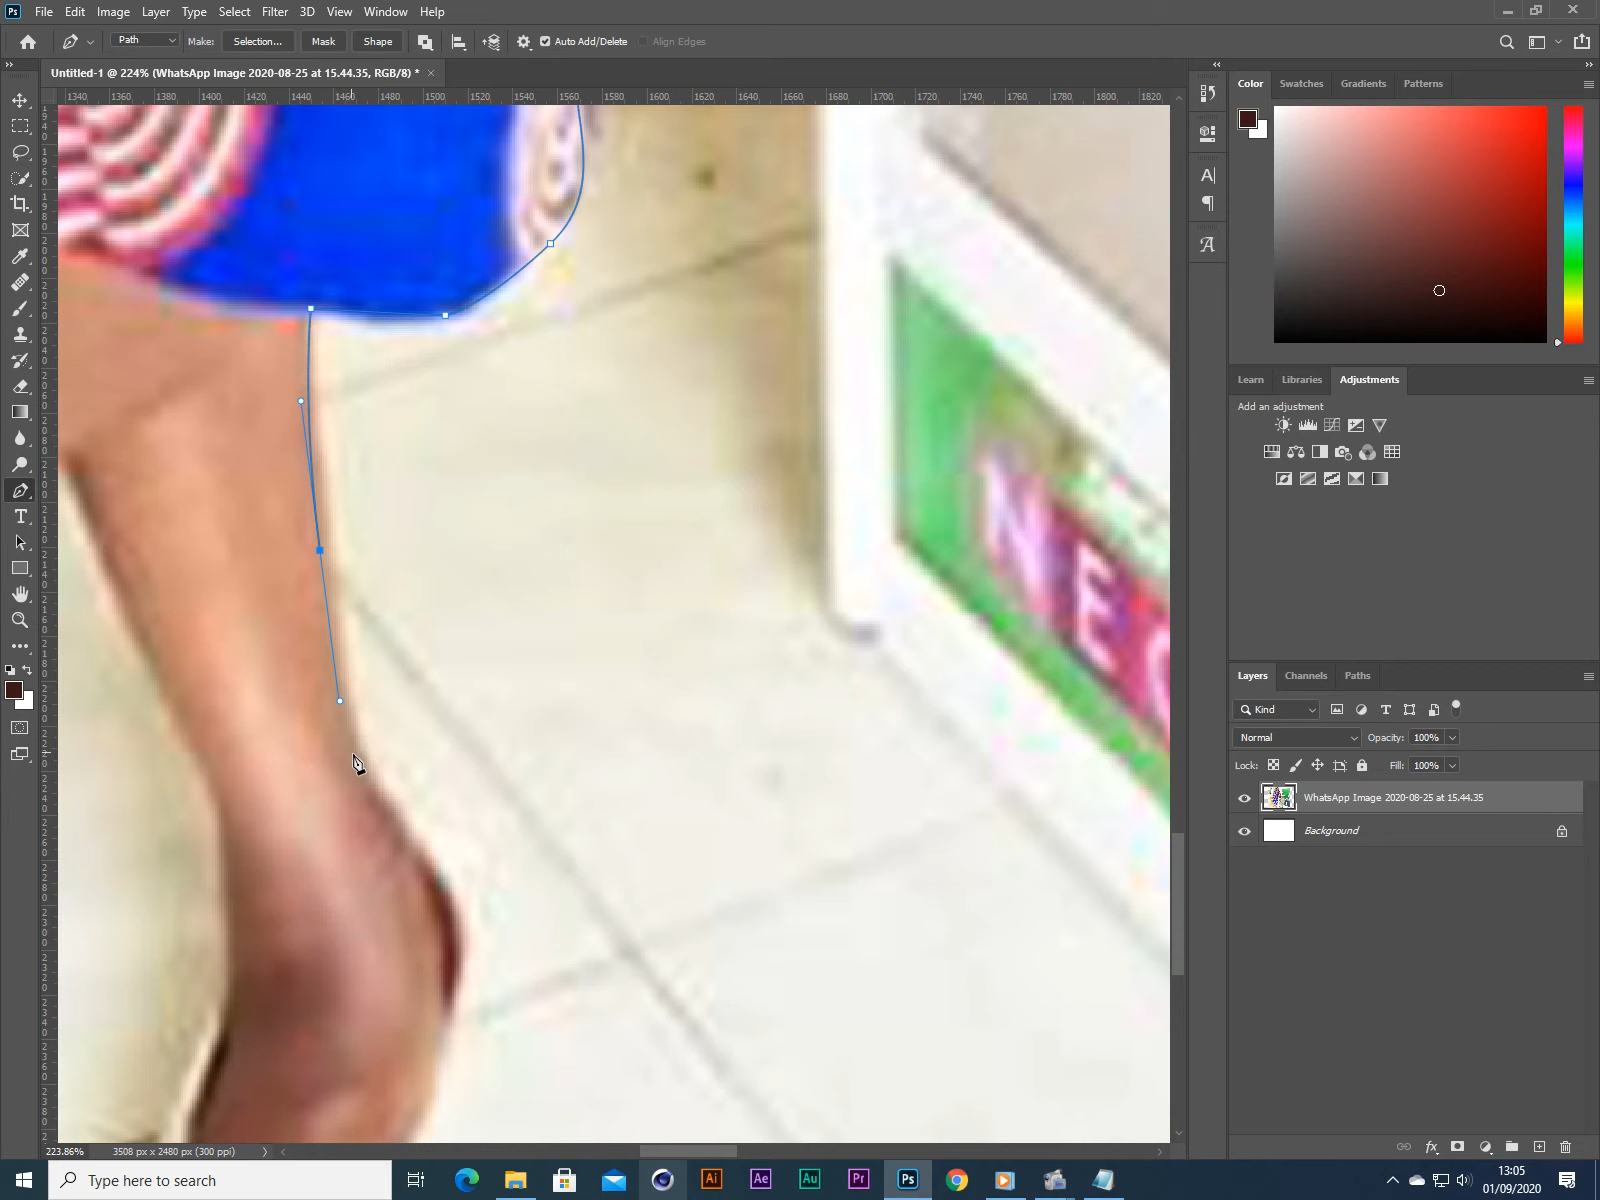 Ps File Edit Image Layer Type Select Filter 3D View Window Help
Path Make: Selection... Mask Shape Auto Add/Delete Align Edges
Untitled-1 @ 224% (WhatsApp Image 2020-08-25 at 15.44.35, RGB/8) * ×
1340 1360 1380 1400 1420 1440 1460 1480 1500 1520 1540 1560 1580 1600 1620 1640 1660 1680 1700 1720 1740 1760 1780 1800 1820
Color Swatches Gradients Patterns
Learn Libraries Adjustments
Add an adjustment
Layers Channels Paths
Kind
Normal Opacity: 100%
Lock: Fill: 100%
WhatsApp Image 2020-08-25 at 15.44.35
Background
N E
223.86% 3508 px x 2480 px (300 ppi)
Type here to search
Ai Ae Au Pr Ps
13:05
01/09/2020